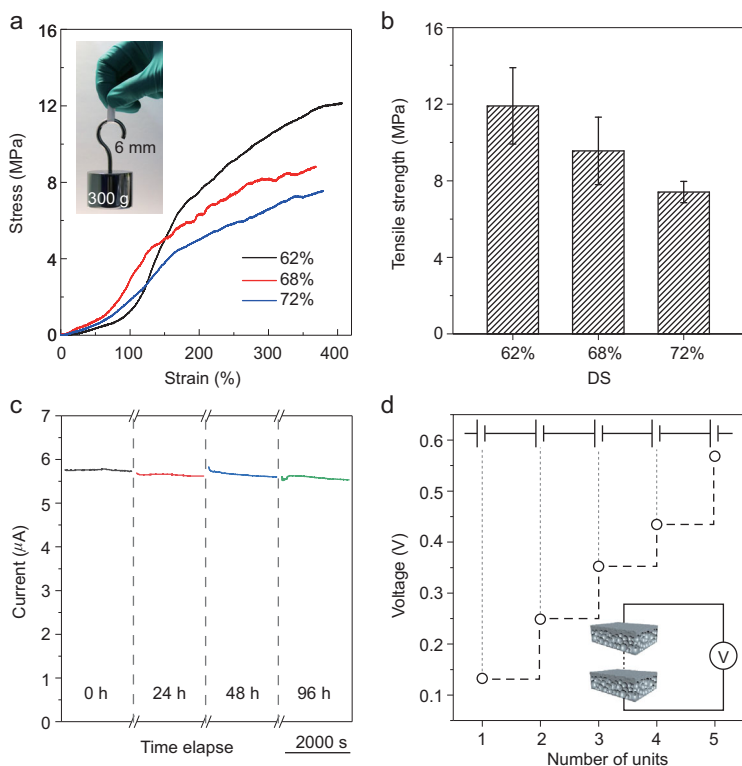 a
16
12
8
4
0
Stress (MPa)
0 100 200 300 400
Strain (%)
6 mm
300 g
62%
68%
72%
b
16
12
8
4
0
Tensile strength (MPa)
62% 68% 72%
DS
c
7
6
5
4
3
2
1
0
Current (μA)
0 h 24 h 48 h 96 h
Time elapse
2000 s
d
0.6
0.5
0.4
0.3
0.2
0.1
Voltage (V)
V
1 2 3 4 5
Number of units